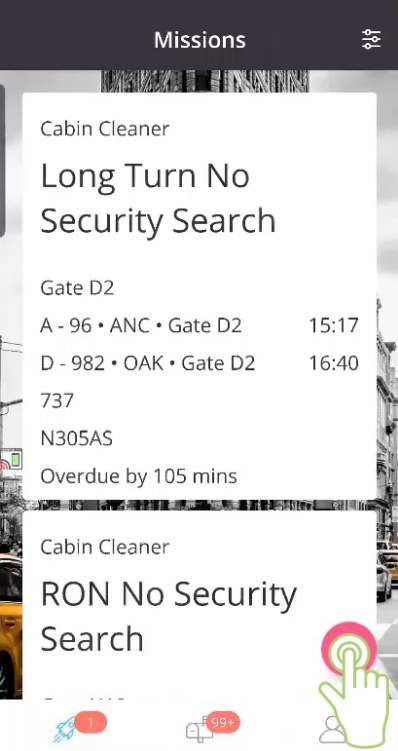 Missions
Cabin Cleaner
Long Turn No
Security Search
Gate D2
A - 96 • ANC • Gate D2 15:17
D - 982 • OAK • Gate D2 16:40
737
N305AS
Overdue by 105 mins
Cabin Cleaner
RON No Security
Search
1
99+